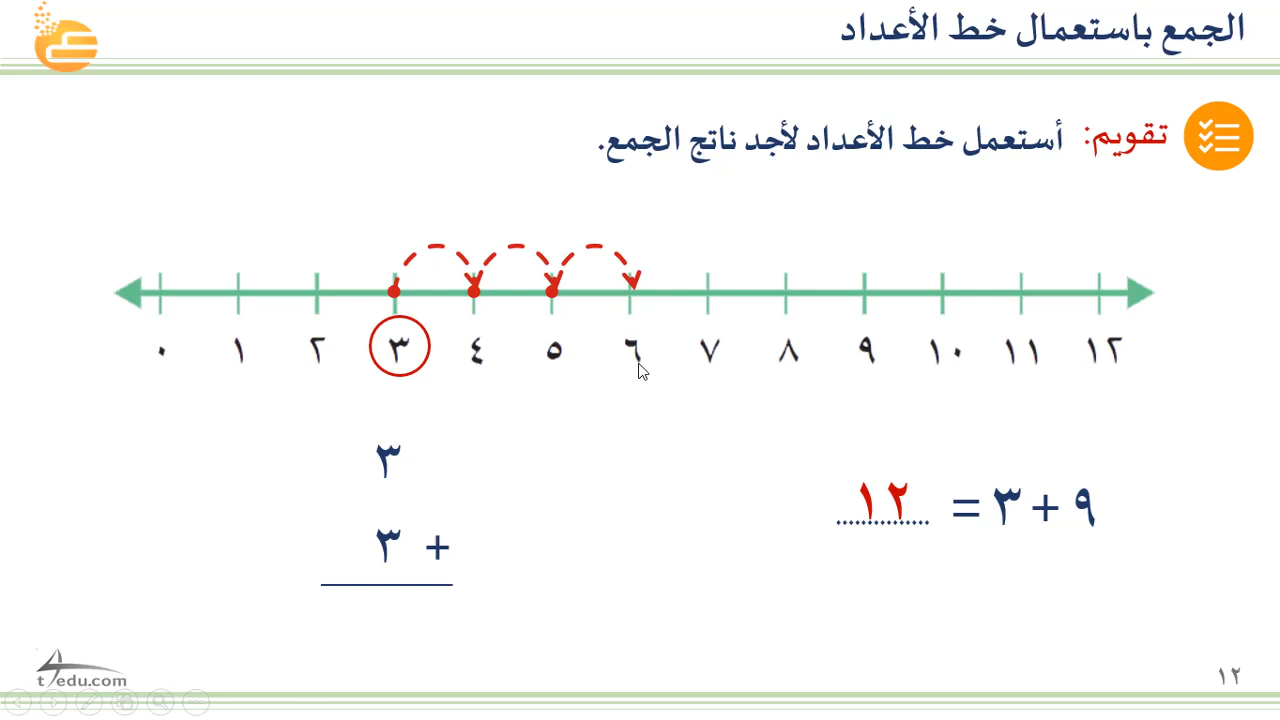 الجمع باستعمال خط الأعداد
تقويم: أستعمل خط الأعداد لأجد ناتج الجمع.
٠ ١ ٢ ٣ ٤ ٥ ٦ ٧ ٨ ٩ ١٠ ١١ ١٢
٩ + ٣ = ١٢
٣
+ ٣
t4edu.com
١٢